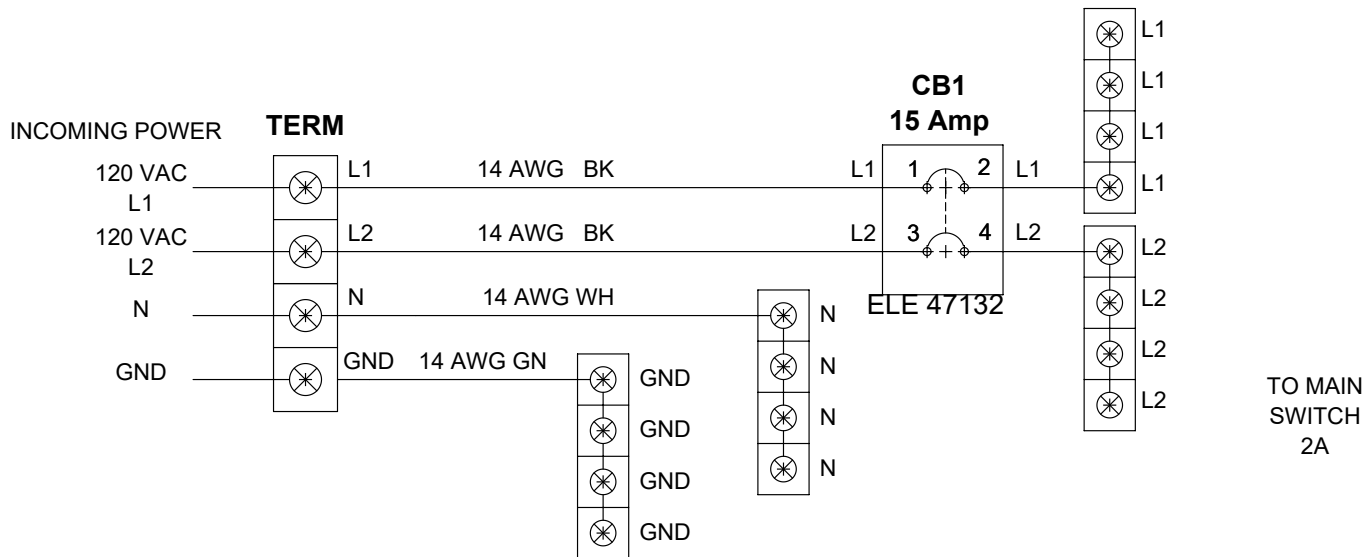 L1
L1
L1
L1
CB1
15 Amp
INCOMING POWER
TERM
120 VAC
L1
L1
14 AWG   BK
L1
1
2
L1
120 VAC
L2
L2
14 AWG   BK
L2
3
4
L2
L2
L2
L2
L2
ELE 47132
N
N
14 AWG WH
N
N
N
N
GND
GND
14 AWG GN
GND
GND
GND
GND
TO MAIN
SWITCH
2A